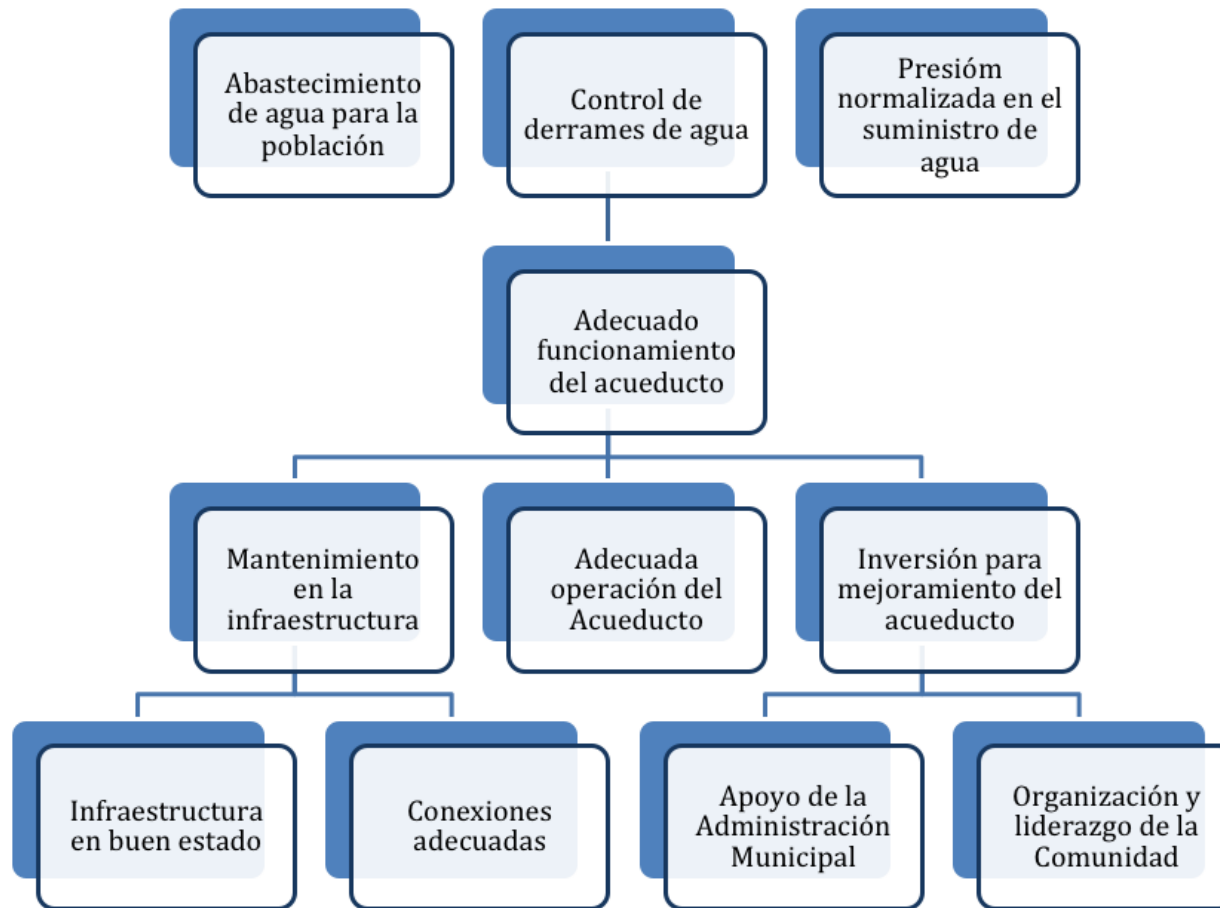 Abastecimiento
de agua para la
población
Control de
derrames de agua
Presióm
normalizada en el
suministro de
agua
Adecuado
funcionamiento
del acueducto
Mantenimiento
en la
infraestructura
Adecuada
operación del
Acueducto
Inversión para
mejoramiento del
acueducto
Infraestructura
en buen estado
Conexiones
adecuadas
Apoyo de la
Administración
Municipal
Organización y
liderazgo de la
Comunidad